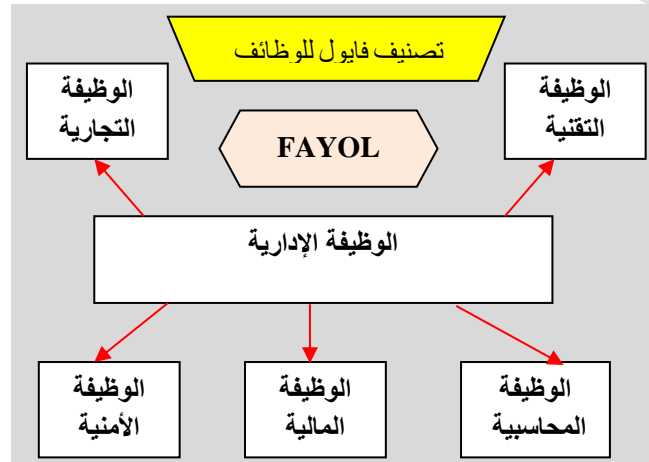 تصنيف فايول للوظائف
الوظيفة
التقنية
الوظيفة
التجارية
FAYOL
الوظيفة الإدارية
الوظيفة
المحاسبية
الوظيفة
المالية
الوظيفة
الأمنية